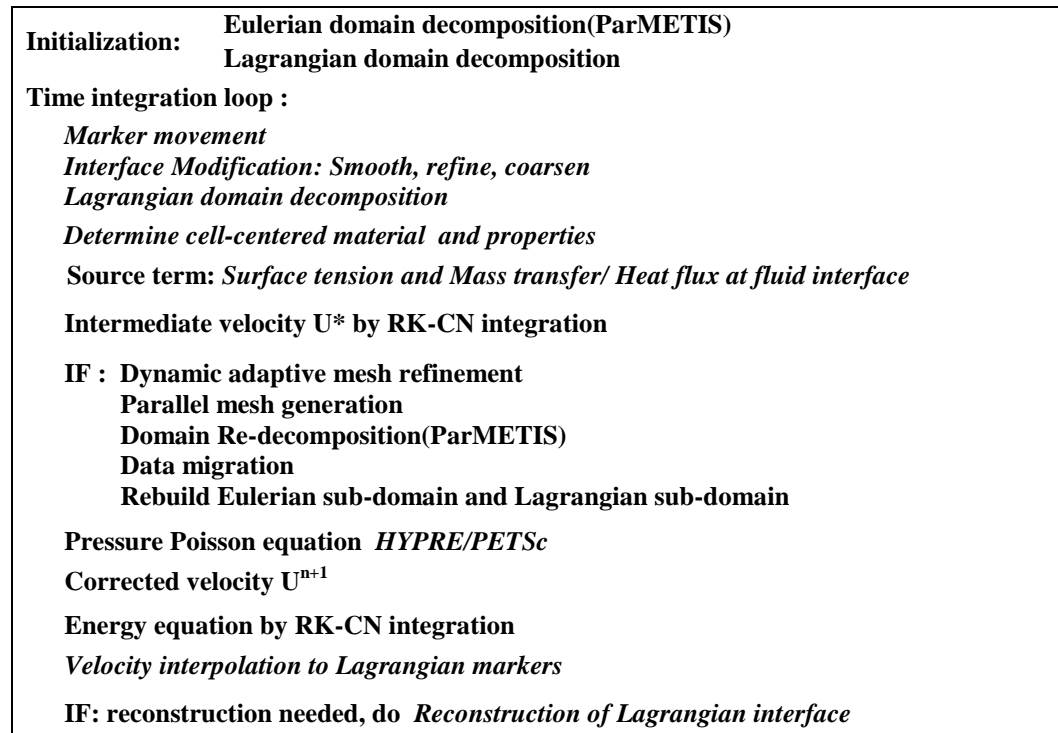 Initialization:
Eulerian domain decomposition(ParMETIS)
Lagrangian domain decomposition
Time integration loop :
Marker movement
Interface Modification: Smooth, refine, coarsen
Lagrangian domain decomposition
Determine cell-centered material and properties
Source term: Surface tension and Mass transfer/ Heat flux at fluid interface
Intermediate velocity U* by RK-CN integration
IF : Dynamic adaptive mesh refinement
Parallel mesh generation
Domain Re-decomposition(ParMETIS)
Data migration
Rebuild Eulerian sub-domain and Lagrangian sub-domain
Pressure Poisson equation HYPRE/PETSc
Corrected velocity Uⁿ⁺¹
Energy equation by RK-CN integration
Velocity interpolation to Lagrangian markers
IF: reconstruction needed, do Reconstruction of Lagrangian interface